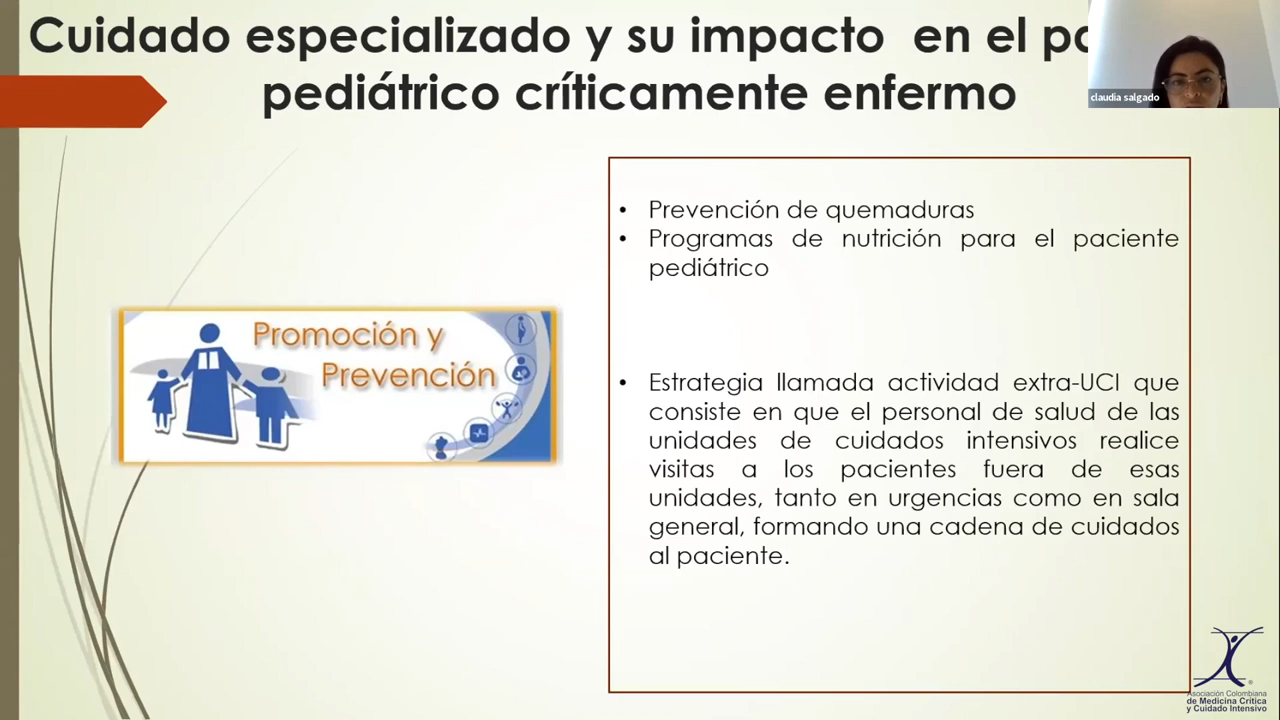 Cuidado especializado y su impacto en el
pediátrico críticamente enfermo
claudia salgado
Promoción y
Prevención
• Prevención de quemaduras
• Programas de nutrición para el paciente
pediátrico
• Estrategia llamada actividad extra-UCI que
consiste en que el personal de salud de las
unidades de cuidados intensivos realice
visitas a los pacientes fuera de esas
unidades, tanto en urgencias como en sala
general, formando una cadena de cuidados
al paciente.
Asociación Colombiana
de Medicina Crítica
y Cuidado Intensivo